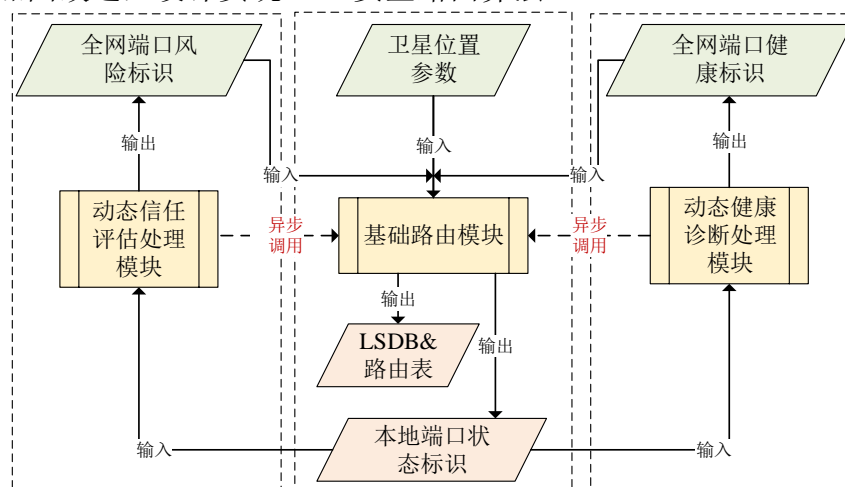 全网端口风
险标识
卫星位置
参数
全网端口健
康标识
输出
输入
输出
输入
输入
动态信任
评估处理
模块
异步
调用
基础路由模块
异步
调用
动态健康
诊断处理
模块
输出
输出
LSDB&
路由表
本地端口状
态标识
输入
输入